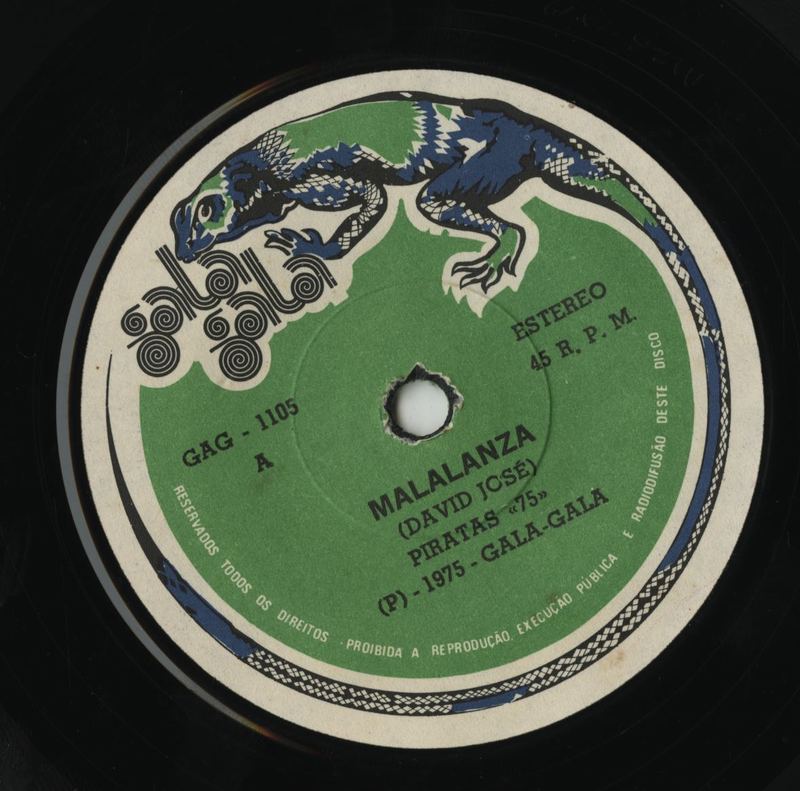 gala
gala
ESTEREO
45 R. P. M.
GAG - 1105
A
MALALANZA
(DAVID JOSÉ)
PIRATAS «75»
(P) - 1975 - GALA-GALA
RESERVADOS TODOS OS DIREITOS - PROIBIDA A REPRODUÇÃO, EXECUÇÃO PÚBLICA E RADIODIFUSÃO DESTE DISCO